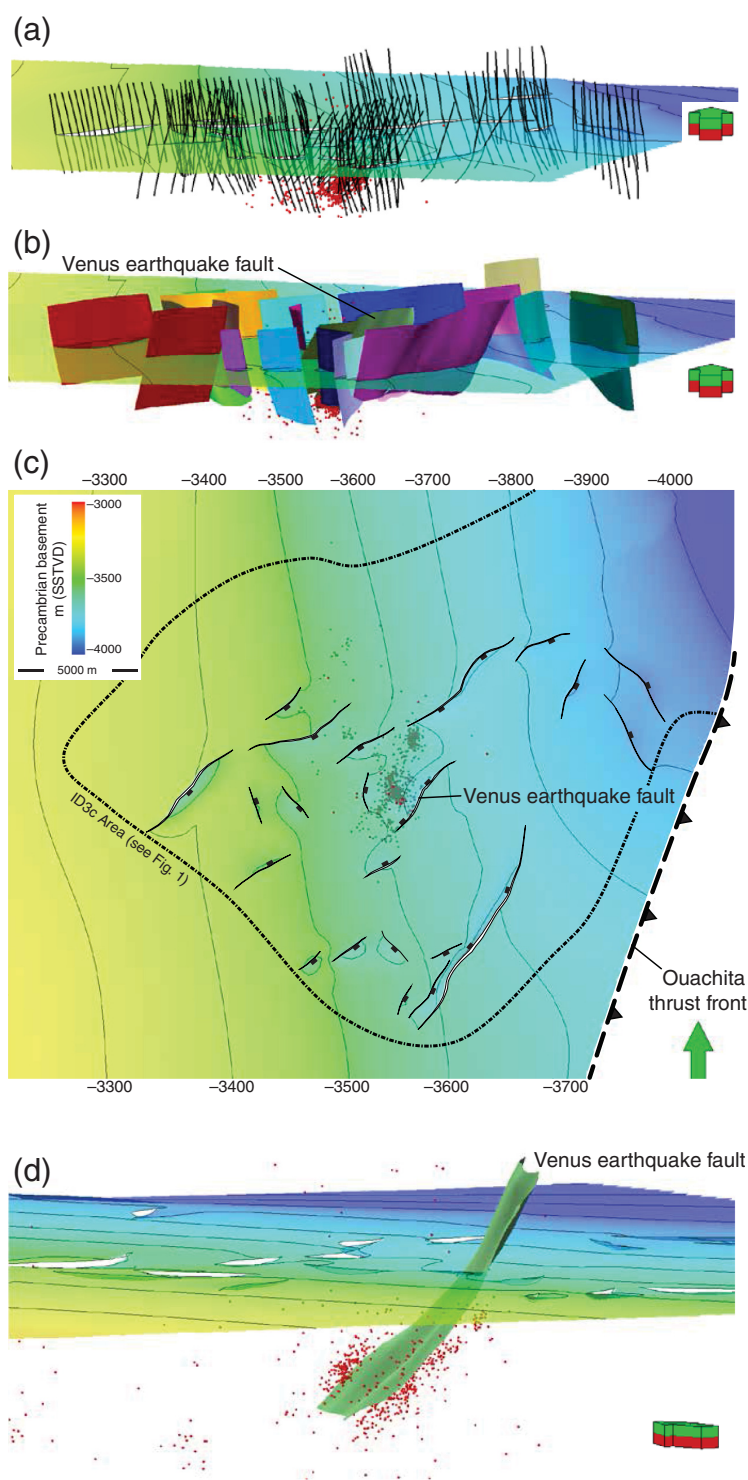 (a)
(b)
Venus earthquake fault
(c)
–3300 –3400 –3500 –3600 –3700 –3800 –3900 –4000
Precambrian basement
m (SSTVD)
–3000
–3500
–4000
5000 m
ID3c Area (see Fig. 1)
Venus earthquake fault
Ouachita
thrust front
–3300 –3400 –3500 –3600 –3700
(d)
Venus earthquake fault